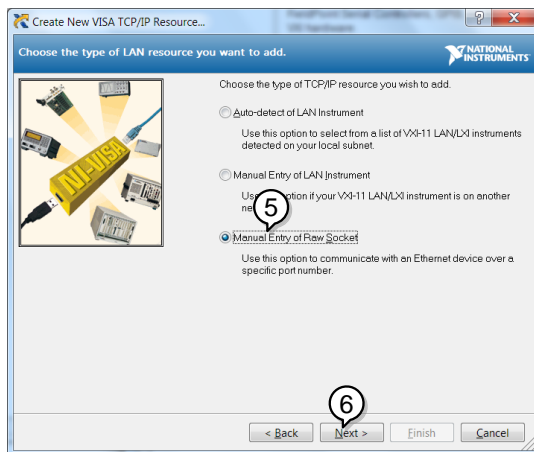 Create New VISA TCP/IP Resource...
Choose the type of LAN resource you want to add.
NATIONAL
INSTRUMENTS
NI-VISA
Choose the type of TCP/IP resource you wish to add.
Auto-detect of LAN Instrument
Use this option to select from a list of VXI-11 LAN/LXI instruments
detected on your local subnet.
Manual Entry of LAN Instrument
option if your VXI-11 LAN/LXI instrument is on another
5
Manual Entry of Raw Socket
Use this option to communicate with an Ethernet device over a
specific port number.
6
< Back Next > Finish Cancel